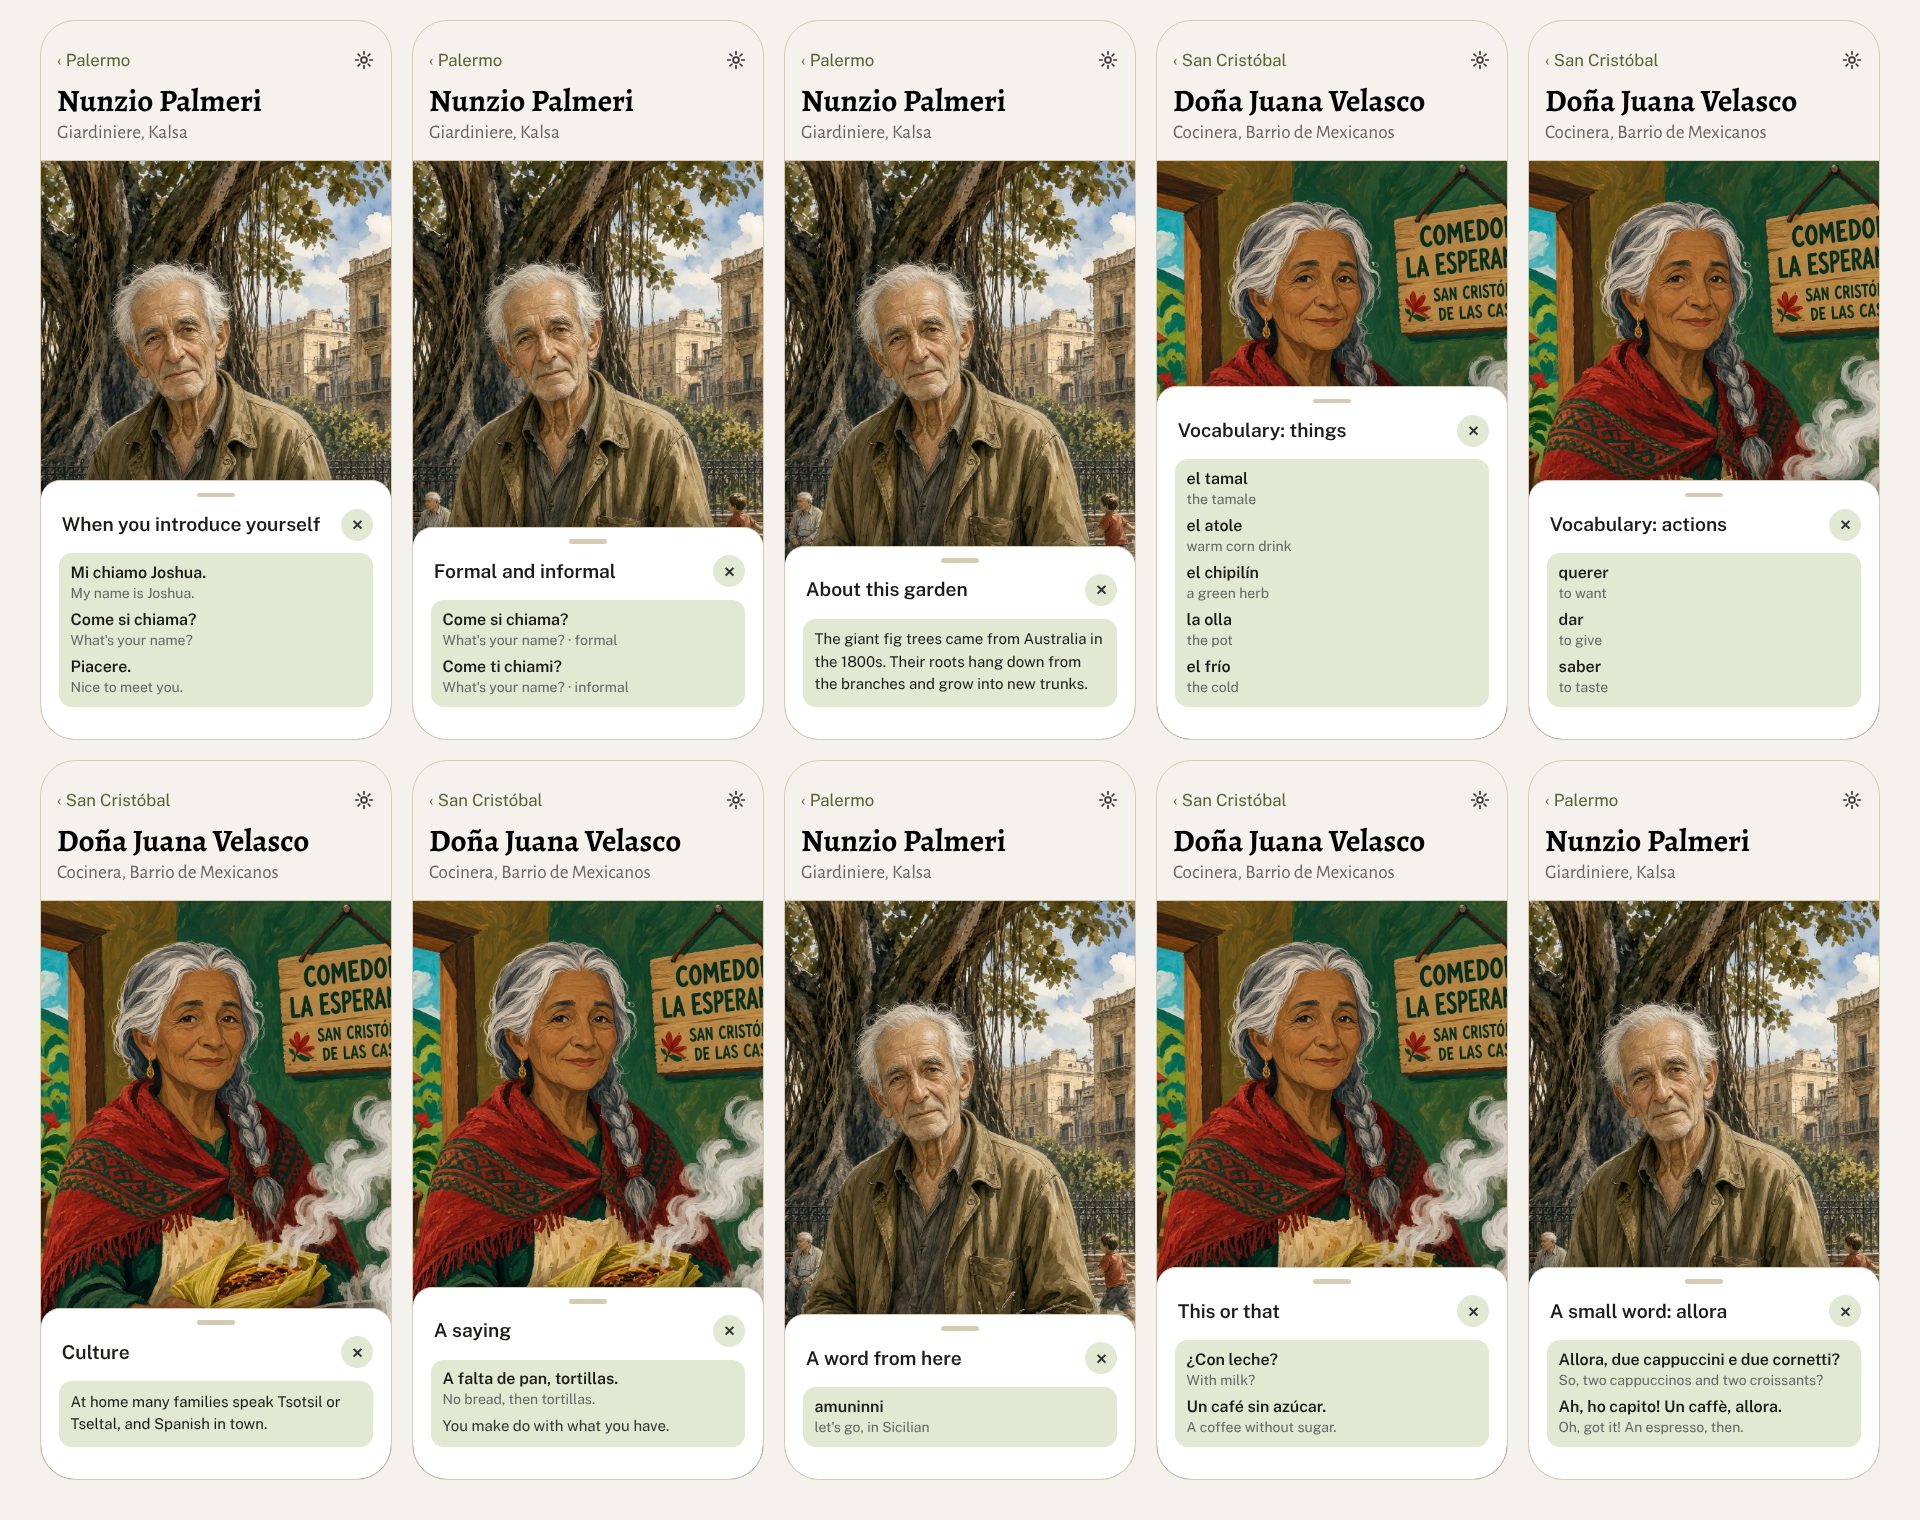 ‹ Palermo
Nunzio Palmeri
Giardiniere, Kalsa
When you introduce yourself
Mi chiamo Joshua.
My name is Joshua.
Come si chiama?
What's your name?
Piacere.
Nice to meet you.
‹ Palermo
Nunzio Palmeri
Giardiniere, Kalsa
Formal and informal
Come si chiama?
What's your name? · formal
Come ti chiami?
What's your name? · informal
‹ Palermo
Nunzio Palmeri
Giardiniere, Kalsa
About this garden
The giant fig trees came from Australia in
the 1800s. Their roots hang down from
the branches and grow into new trunks.
‹ San Cristóbal
Doña Juana Velasco
Cocinera, Barrio de Mexicanos
COMEDO
LA ESPERAN
SAN CRISTÓ
DE LAS CAS
Vocabulary: things
el tamal
the tamale
el atole
warm corn drink
el chipilín
a green herb
la olla
the pot
el frío
the cold
‹ San Cristóbal
Doña Juana Velasco
Cocinera, Barrio de Mexicanos
COMEDO
LA ESPERAN
SAN CRISTÓ
DE LAS CAS
Vocabulary: actions
querer
to want
dar
to give
saber
to taste
‹ San Cristóbal
Doña Juana Velasco
Cocinera, Barrio de Mexicanos
COMEDO
LA ESPERAN
SAN CRISTÓ
DE LAS CAS
Culture
At home many families speak Tsotsil or
Tseltal, and Spanish in town.
‹ San Cristóbal
Doña Juana Velasco
Cocinera, Barrio de Mexicanos
COMEDO
LA ESPERAN
SAN CRISTÓ
DE LAS CAS
A saying
A falta de pan, tortillas.
No bread, then tortillas.
You make do with what you have.
‹ Palermo
Nunzio Palmeri
Giardiniere, Kalsa
A word from here
amuninni
let's go, in Sicilian
‹ San Cristóbal
Doña Juana Velasco
Cocinera, Barrio de Mexicanos
COMEDO
LA ESPERAN
SAN CRISTÓ
DE LAS CAS
This or that
¿Con leche?
With milk?
Un café sin azúcar.
A coffee without sugar.
‹ Palermo
Nunzio Palmeri
Giardiniere, Kalsa
A small word: allora
Allora, due cappuccini e due cornetti?
So, two cappuccinos and two croissants?
Ah, ho capito! Un caffè, allora.
Oh, got it! An espresso, then.